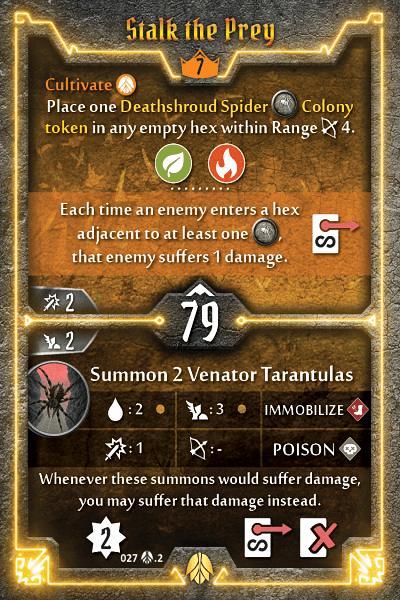 Stalk the Prey
7
Cultivate
Place one Deathshroud Spider Colony
token in any empty hex within Range 4.
Each time an enemy enters a hex
adjacent to at least one ,
that enemy suffers 1 damage.
2
79
2
Summon 2 Venator Tarantulas
: 2 : 3 IMMOBILIZE
: 1 : - POISON
Whenever these summons would suffer damage,
you may suffer that damage instead.
2
027 .2